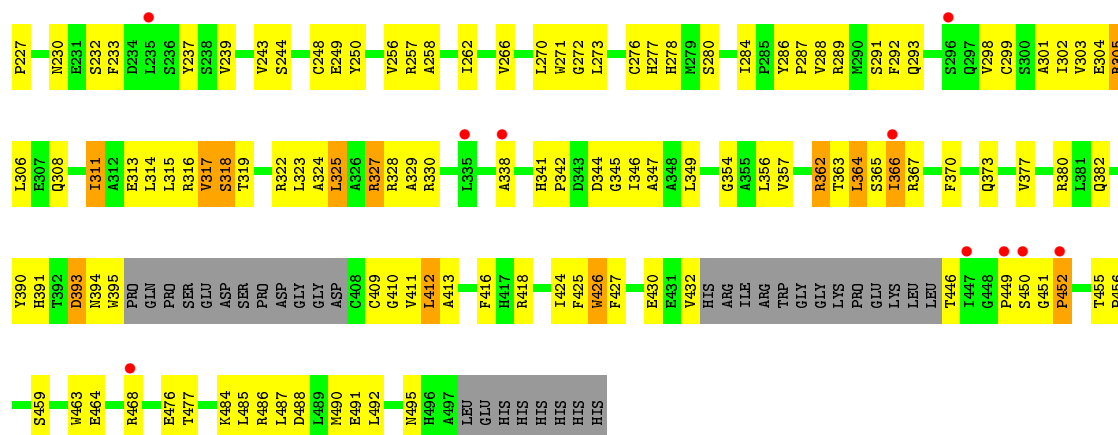 P227 N230 E231 S232 F233 D234 L235 S236 Y237 S238 V239 V243 S244 C248 E249 Y250 V256 R257 A258 I262 V266 L270 W271 G272 L273 C276 H277 H278 M279 S280 I284 P285 Y286 P287 V288 R289 M290 S291 F292 Q293 S296 Q297 V298 C299 S300 A301 I302 V303 E304 R305
L306 E307 Q308 I311 A312 E313 L314 L315 R316 V317 S318 T319 R322 L323 A324 L325 A326 R327 R328 A329 R330 L335 A338 H341 P342 D343 D344 G345 I346 A347 A348 L349 G354 A355 L356 V357 R362 T363 L364 S365 I366 R367 F370 Q373 V377 R380 L381 Q382
Y390 H391 T392 D393 N394 W395 PRO GLN PRO SER GLU ASP SER PRO ASP GLY GLY ASP C408 C409 G410 V411 L412 A413 F416 H417 R418 I424 F425 W426 F427 E430 E431 V432 HIS ARG ILE ARG TRP GLY GLY LYS PRO GLU LYS LEU LEU T446 I447 G448 P449 S450 G451 P452 T455
S459 W463 E464 R468 E476 T477 K484 L485 R486 L487 D488 L489 M490 E491 L492 N495 H496 A497 LEU GLU HIS HIS HIS HIS HIS HIS